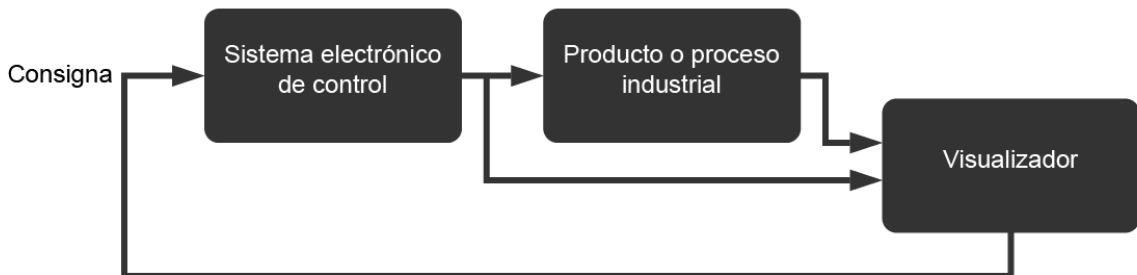 Consigna
Sistema electrónico
de control
Producto o proceso
industrial
Visualizador